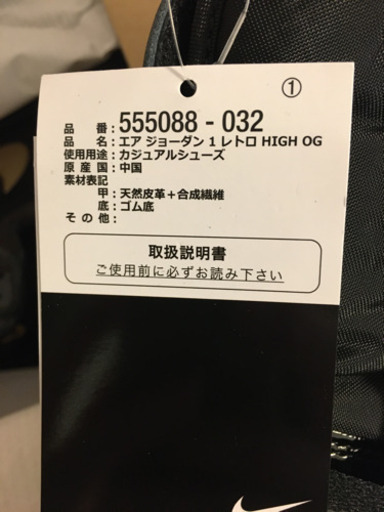 ①
品番：555088-032
品名：エア ジョーダン 1 レトロ HIGH OG
使用用途：カジュアルシューズ
原産国：中国
素材表記
甲：天然皮革＋合成繊維
底：ゴム底
その他：
取扱説明書
ご使用前に必ずお読み下さい